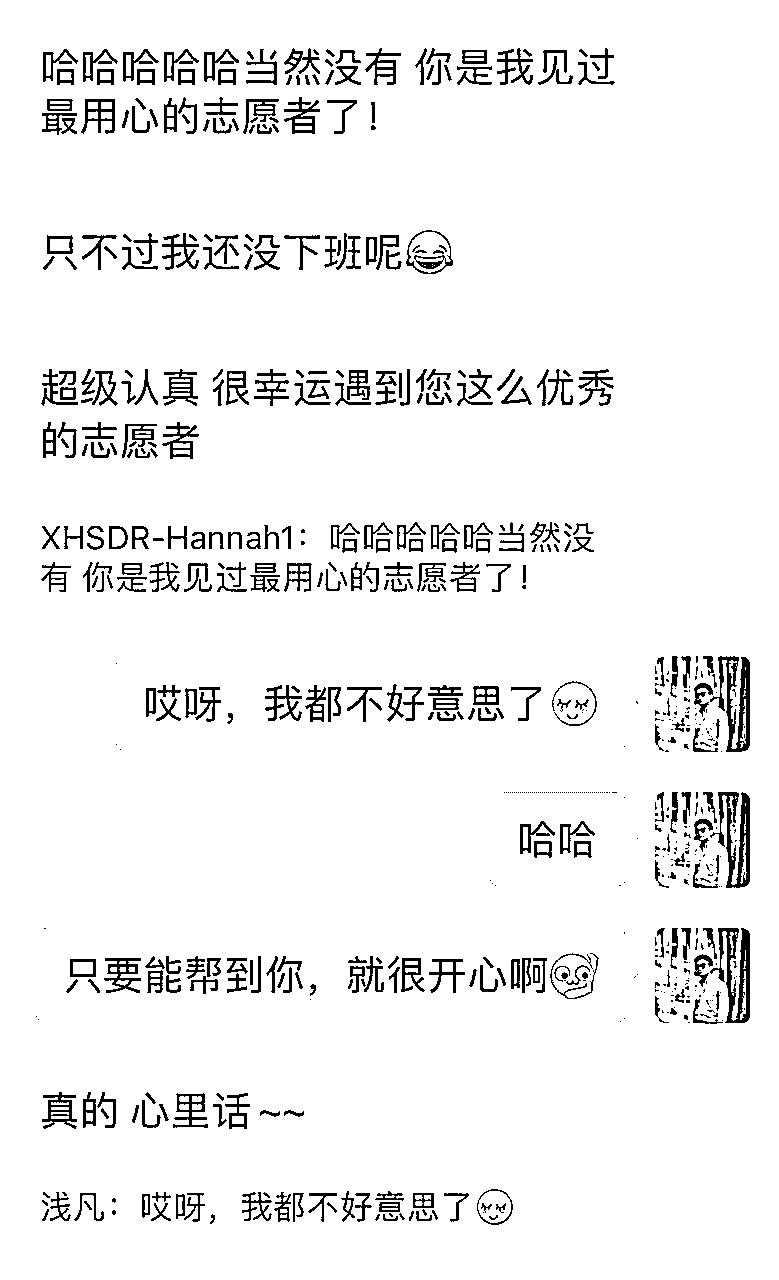 哈哈哈哈哈当然没有 你是我见过
最用心的志愿者了！
只不过我还没下班呢😂
超级认真 很幸运遇到您这么优秀
的志愿者
XHSDR-Hannah1：哈哈哈哈哈当然没
有 你是我见过最用心的志愿者了！
哎呀，我都不好意思了
哈哈
只要能帮到你，就很开心啊
真的 心里话~~
浅凡：哎呀，我都不好意思了